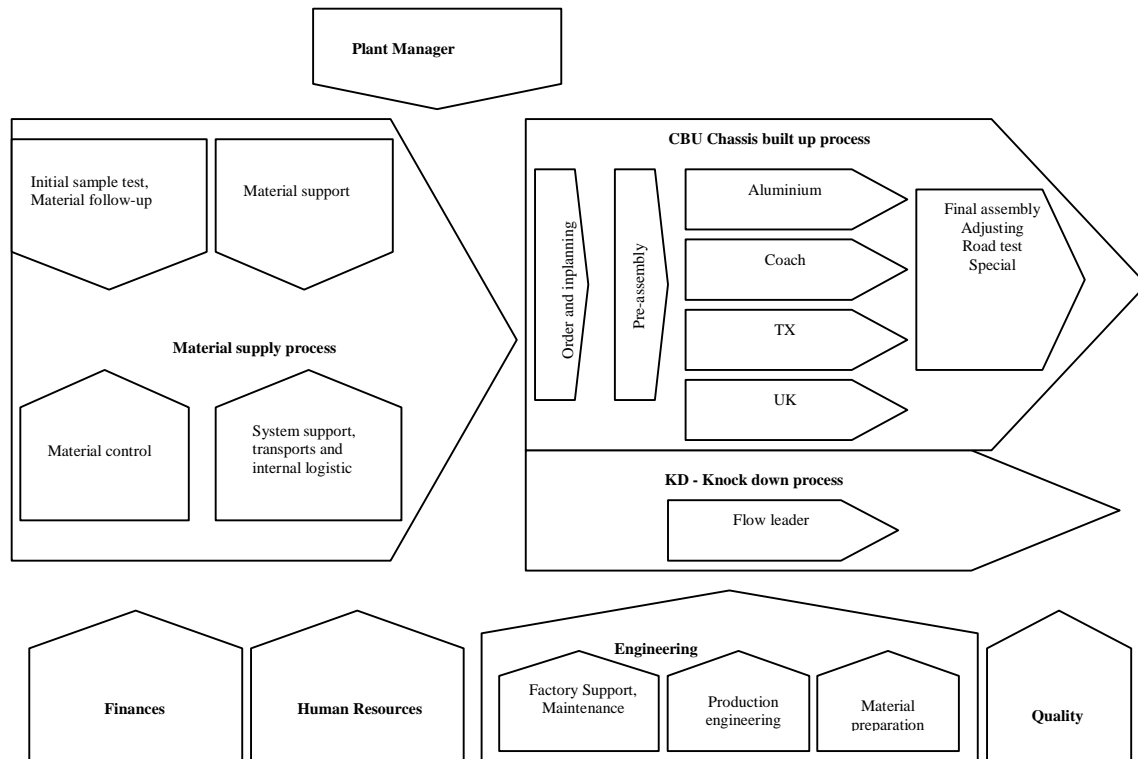 Plant Manager
CBU Chassis built up process
Initial sample test,
Material follow-up
Material support
Material supply process
Material control
System support,
transports and
internal logistic
Order and inplanning
Pre-assembly
Aluminium
Coach
TX
UK
Final assembly
Adjusting
Road test
Special
KD - Knock down process
Flow leader
Finances
Human Resources
Engineering
Factory Support,
Maintenance
Production
engineering
Material
preparation
Quality